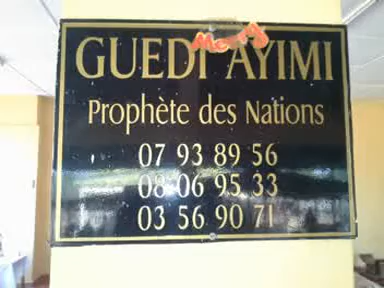 GUEDI AYIMI
Prophète des Nations
07 93 89 56
08 06 95 33
03 56 90 71